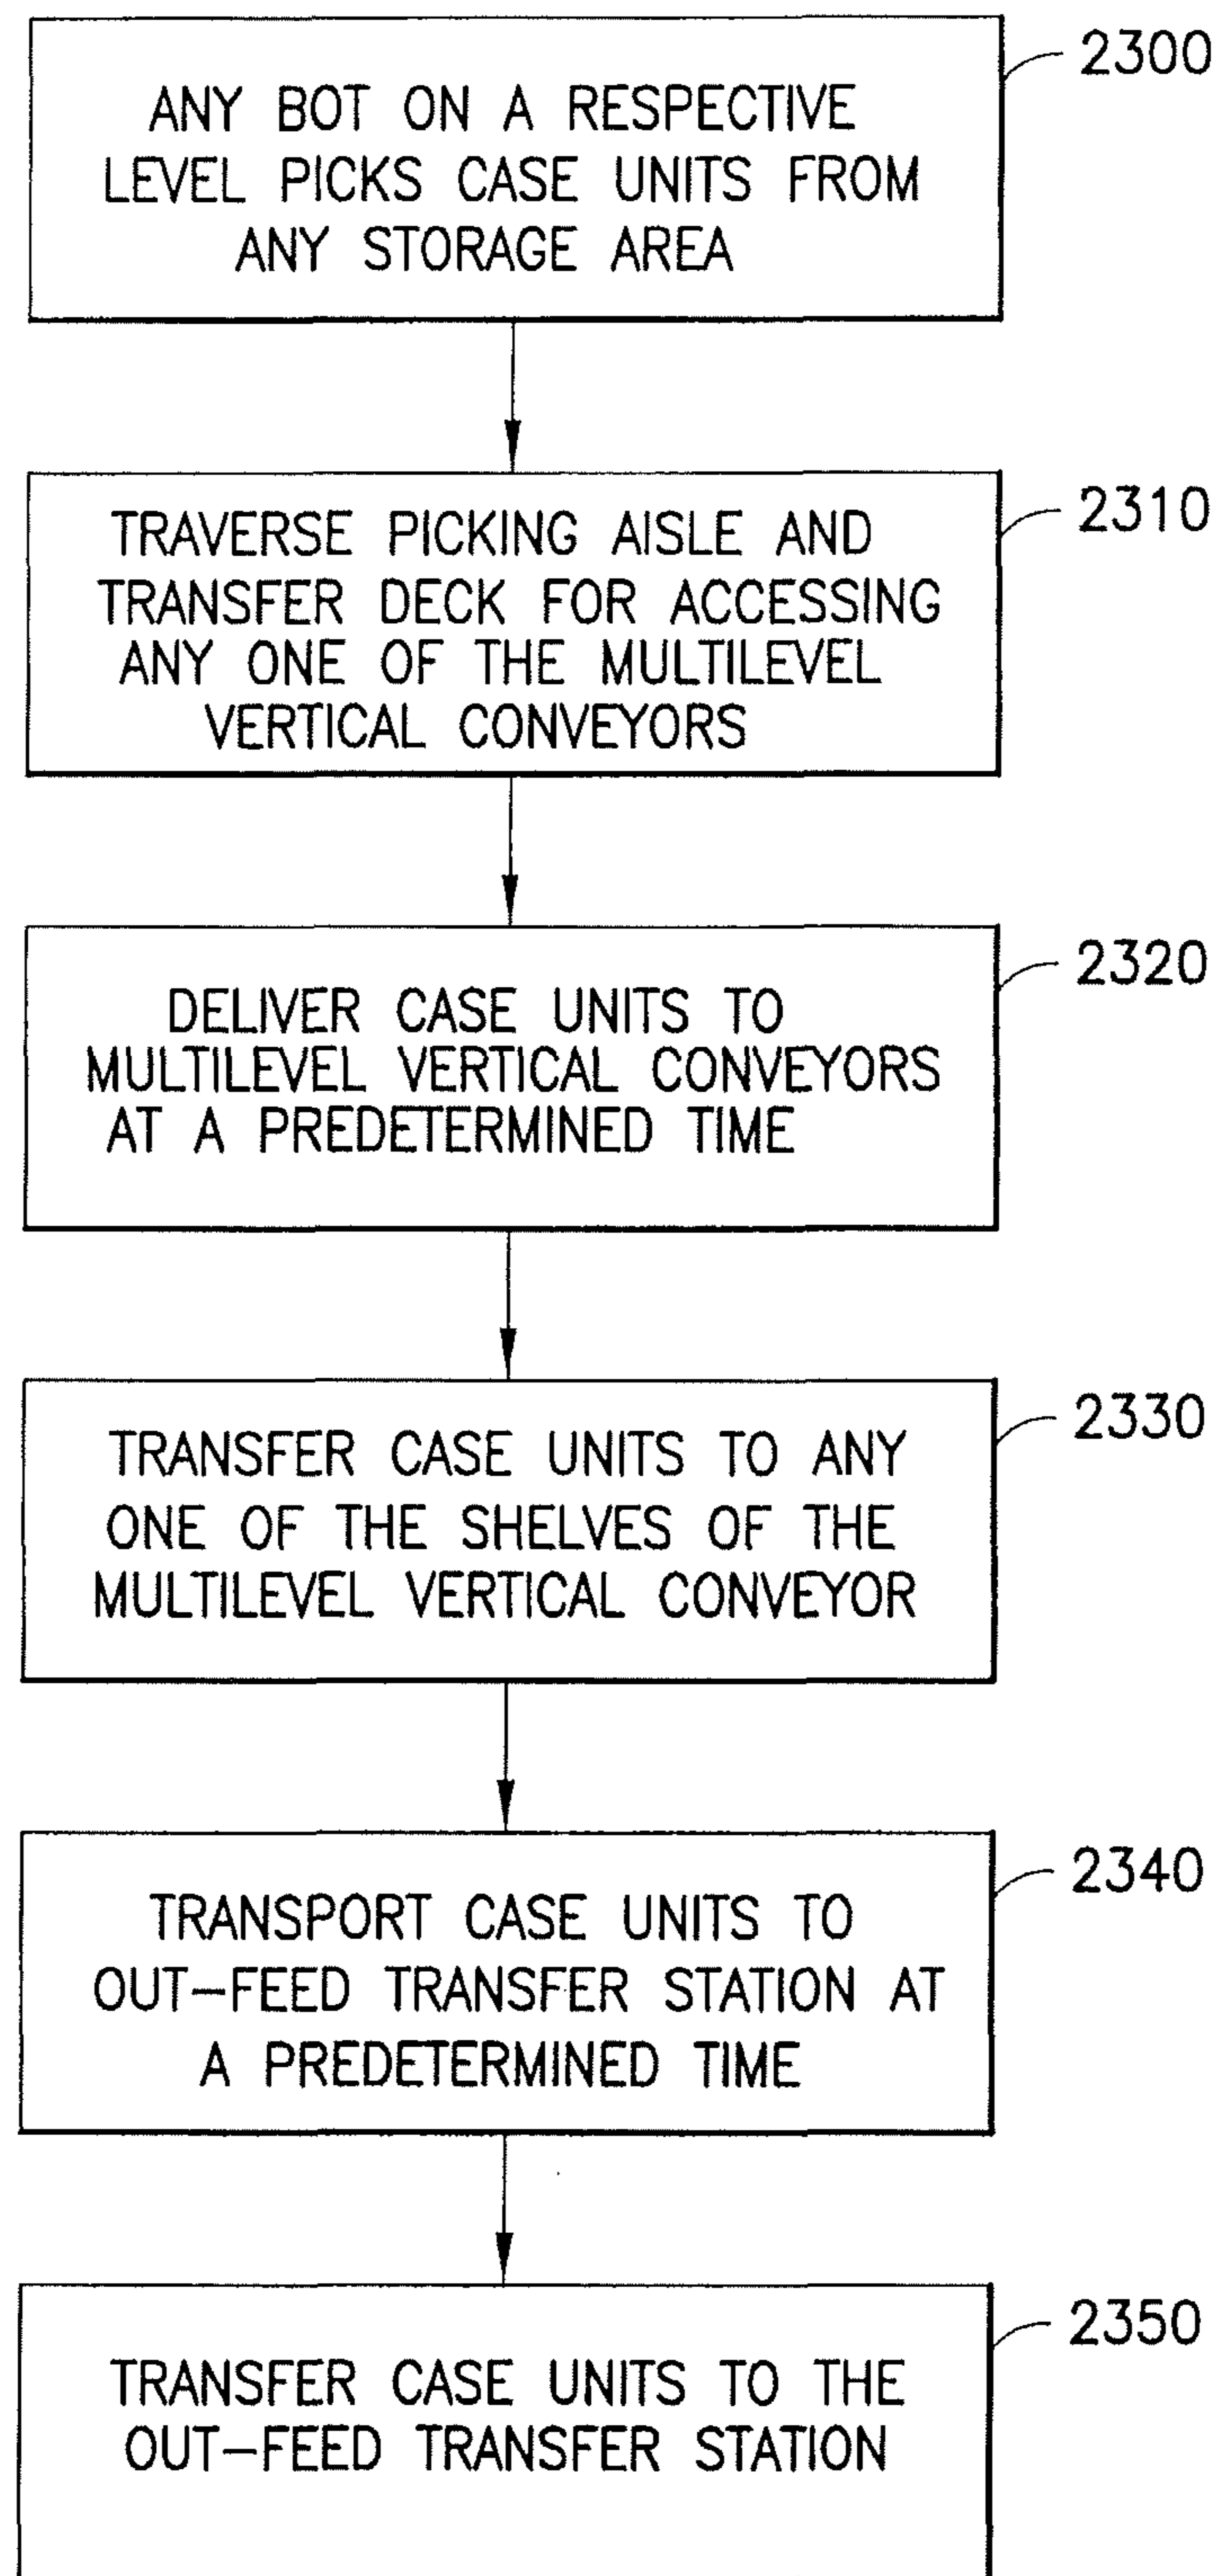 ANY BOT ON A RESPECTIVE
LEVEL PICKS CASE UNITS FROM
ANY STORAGE AREA
2300
TRAVERSE PICKING AISLE AND
TRANSFER DECK FOR ACCESSING
ANY ONE OF THE MULTILEVEL
VERTICAL CONVEYORS
2310
DELIVER CASE UNITS TO
MULTILEVEL VERTICAL CONVEYORS
AT A PREDETERMINED TIME
2320
TRANSFER CASE UNITS TO ANY
ONE OF THE SHELVES OF THE
MULTILEVEL VERTICAL CONVEYOR
2330
TRANSPORT CASE UNITS TO
OUT-FEED TRANSFER STATION AT
A PREDETERMINED TIME
2340
TRANSFER CASE UNITS TO THE
OUT-FEED TRANSFER STATION
2350